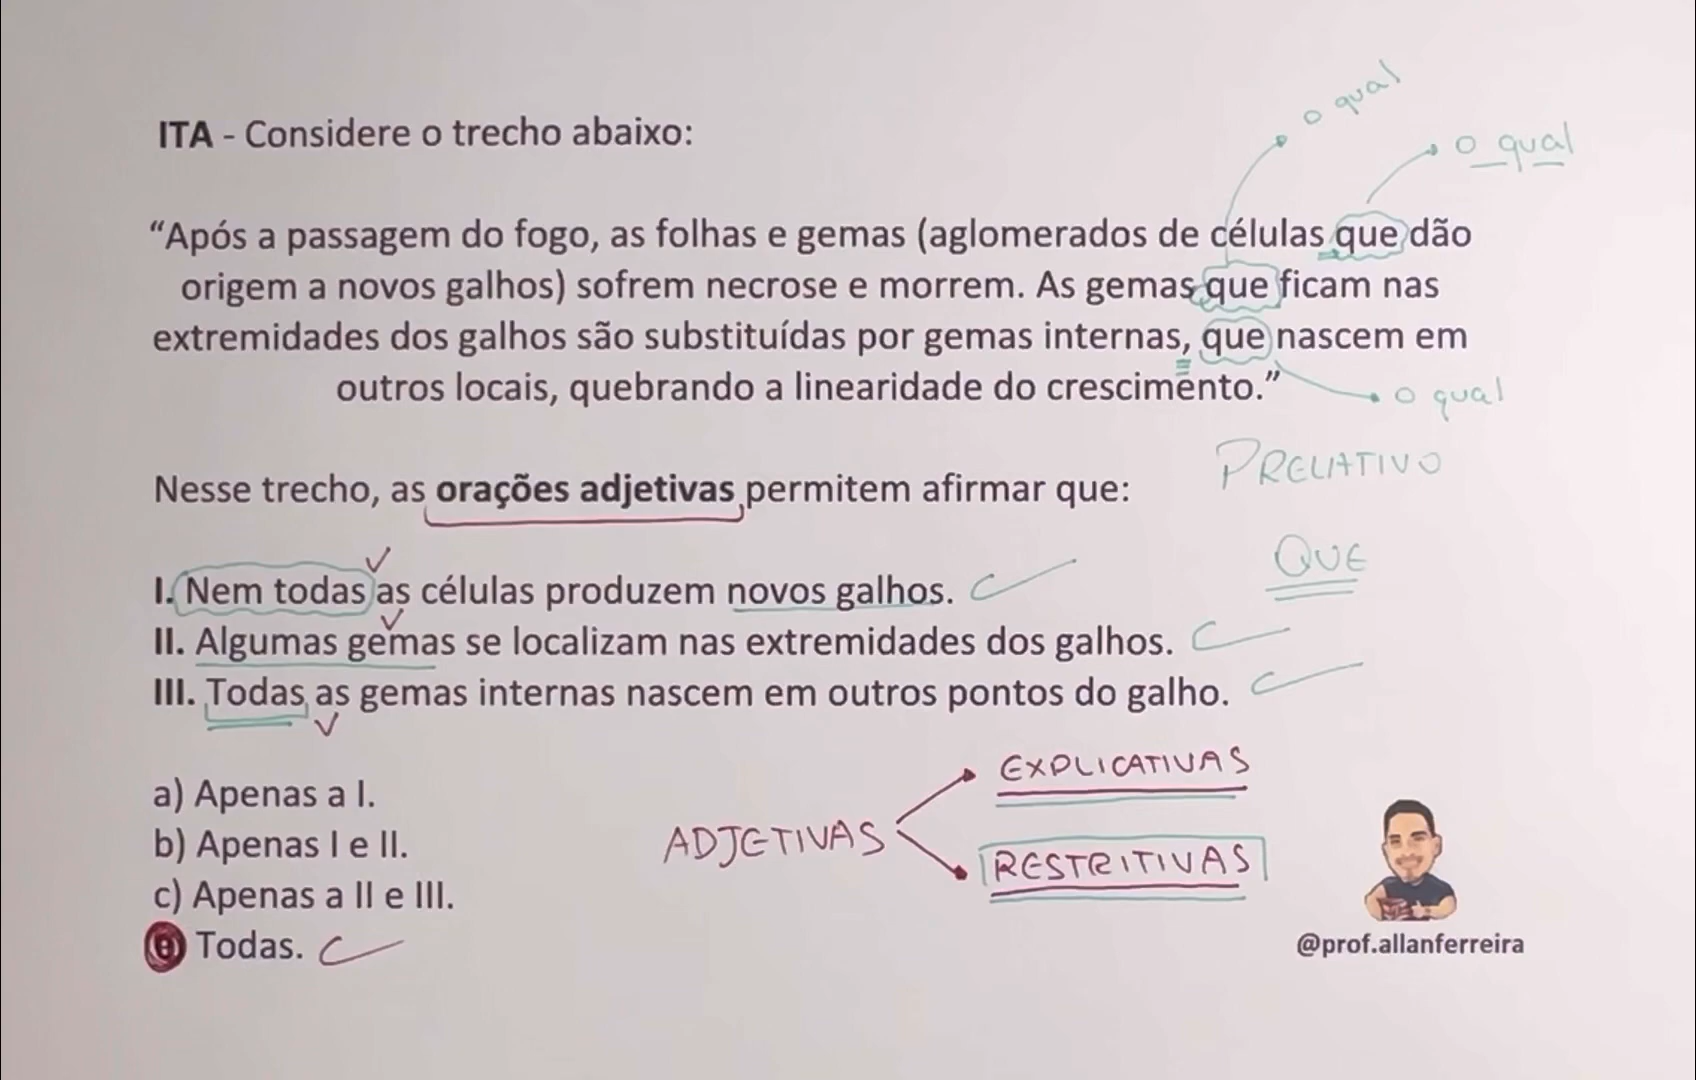 o qual
ITA - Considere o trecho abaixo:
o qual
“Após a passagem do fogo, as folhas e gemas (aglomerados de células que dão
origem a novos galhos) sofrem necrose e morrem. As gemas que ficam nas
extremidades dos galhos são substituídas por gemas internas, que nascem em
outros locais, quebrando a linearidade do crescimento.”
o qual
PRELIATIVO
Nesse trecho, as orações adjetivas permitem afirmar que:
QUE
I. Nem todas as células produzem novos galhos.
II. Algumas gemas se localizam nas extremidades dos galhos.
III. Todas as gemas internas nascem em outros pontos do galho.
EXPLICATIVAS
a) Apenas a I.
b) Apenas I e II.
ADJETIVAS
RESTRITIVAS
c) Apenas a II e III.
Todas.
@prof.allanferreira